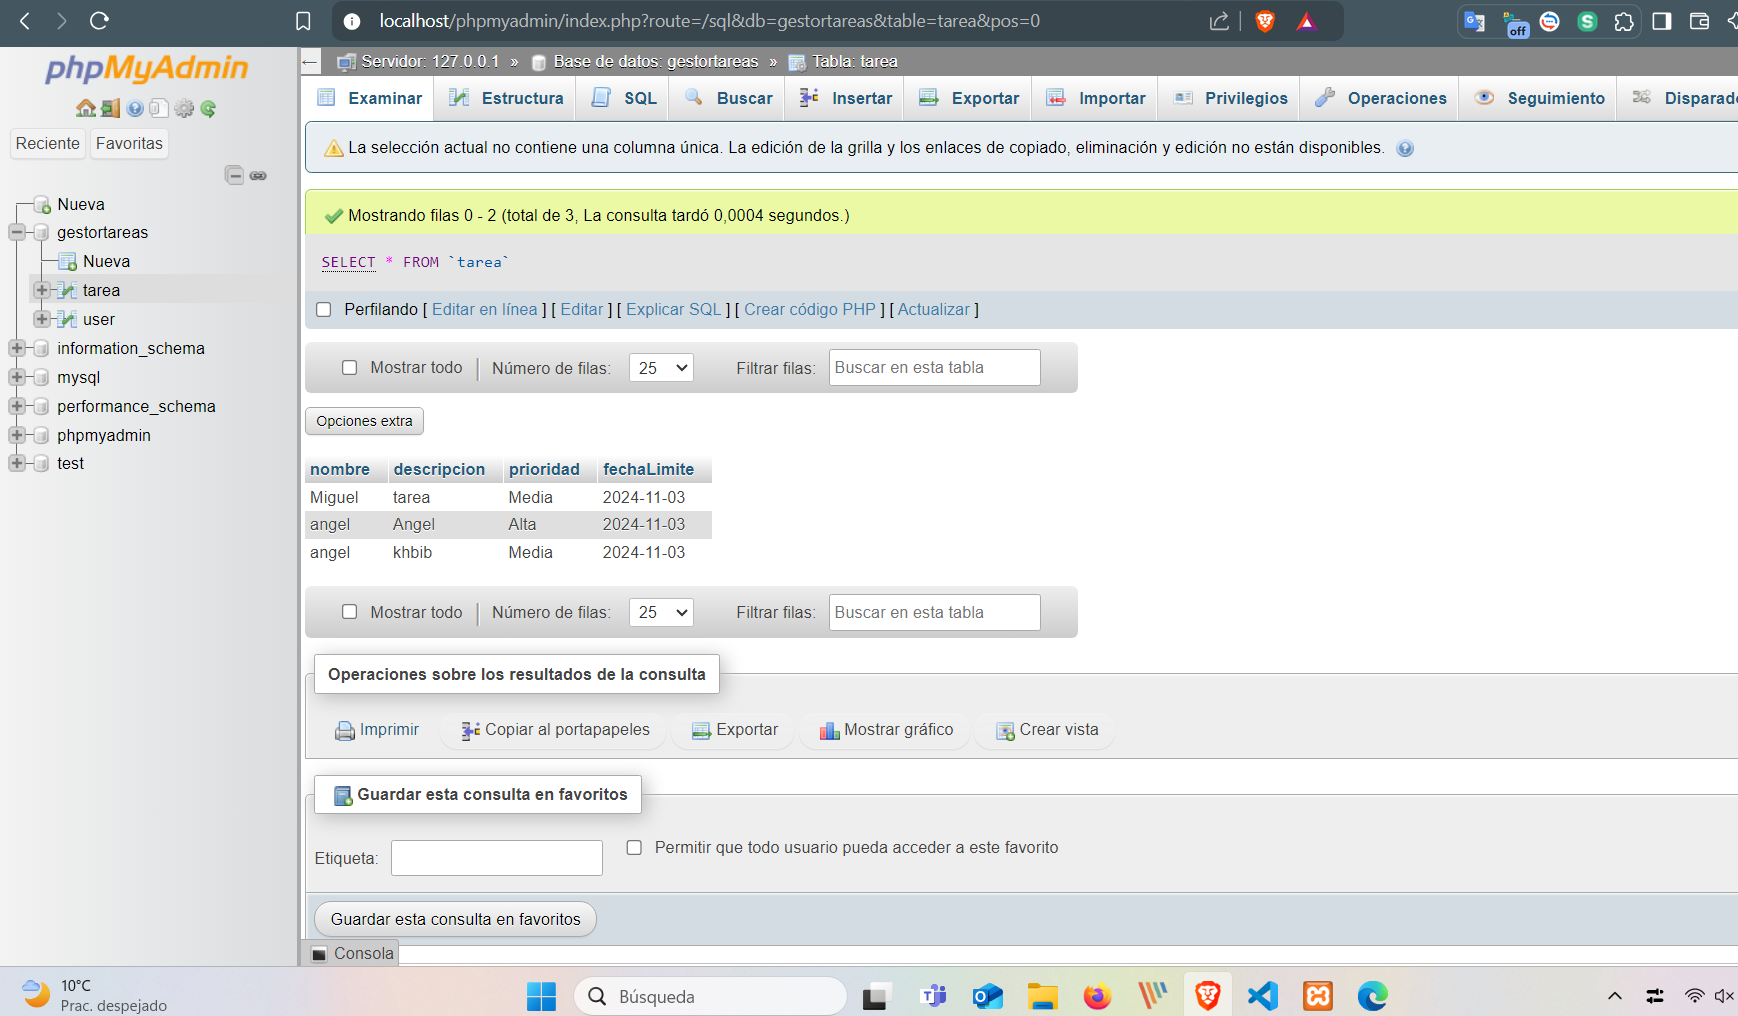 localhost/phpmyadmin/index.php?route=/sql&db=gestortareas&table=tarea&pos=0
off
phpMyAdmin
Reciente
Favoritas
Nueva
gestortareas
Nueva
tarea
user
information_schema
mysql
performance_schema
phpmyadmin
test
Servidor: 127.0.0.1 » Base de datos: gestortareas » Tabla: tarea
Examinar Estructura SQL Buscar Insertar Exportar Importar Privilegios Operaciones Seguimiento Disparad
La selección actual no contiene una columna única. La edición de la grilla y los enlaces de copiado, eliminación y edición no están disponibles.
Mostrando filas 0 - 2 (total de 3, La consulta tardó 0,0004 segundos.)
SELECT * FROM `tarea`
Perfilando [ Editar en línea ] [ Editar ] [ Explicar SQL ] [ Crear código PHP ] [ Actualizar ]
Mostrar todo | Número de filas: 25 Filtrar filas: Buscar en esta tabla
Opciones extra
nombre descripcion prioridad fechaLimite
Miguel tarea Media 2024-11-03
angel Angel Alta 2024-11-03
angel khbib Media 2024-11-03
Mostrar todo | Número de filas: 25 Filtrar filas: Buscar en esta tabla
Operaciones sobre los resultados de la consulta
Imprimir Copiar al portapapeles Exportar Mostrar gráfico Crear vista
Guardar esta consulta en favoritos
Etiqueta: Permitir que todo usuario pueda acceder a este favorito
Guardar esta consulta en favoritos
Consola
10°C
Prac. despejado
Búsqueda